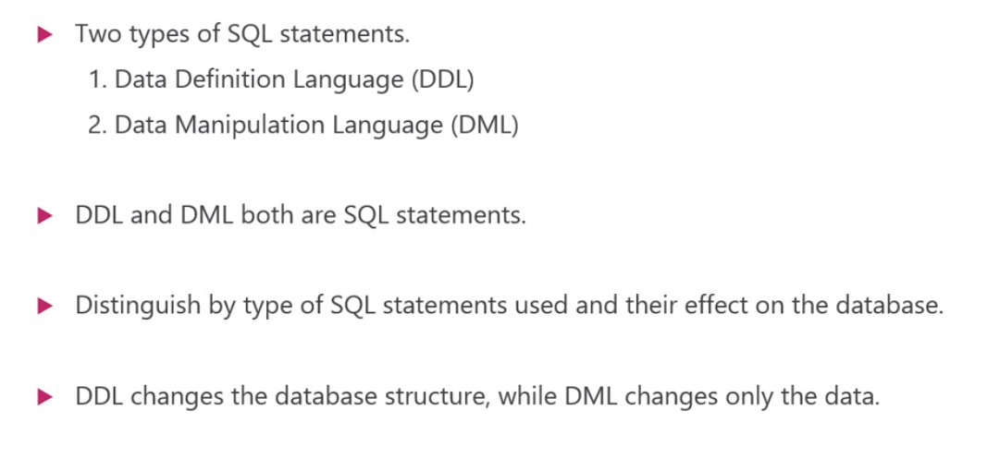 Two types of SQL statements.
1. Data Definition Language (DDL)
2. Data Manipulation Language (DML)
DDL and DML both are SQL statements.
Distinguish by type of SQL statements used and their effect on the database.
DDL changes the database structure, while DML changes only the data.